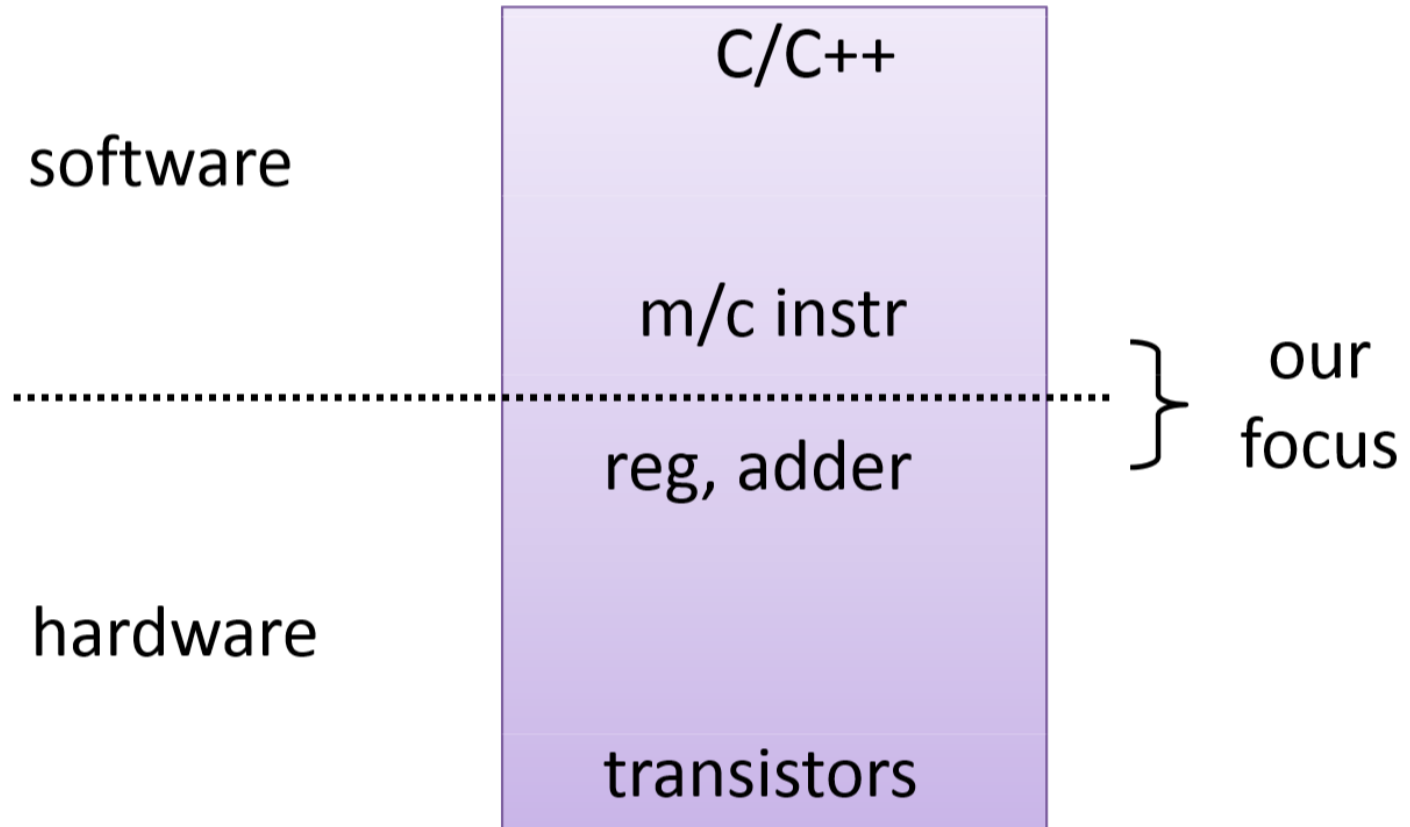 C/C++
software
m/c instr
our
focus
reg, adder
hardware
transistors